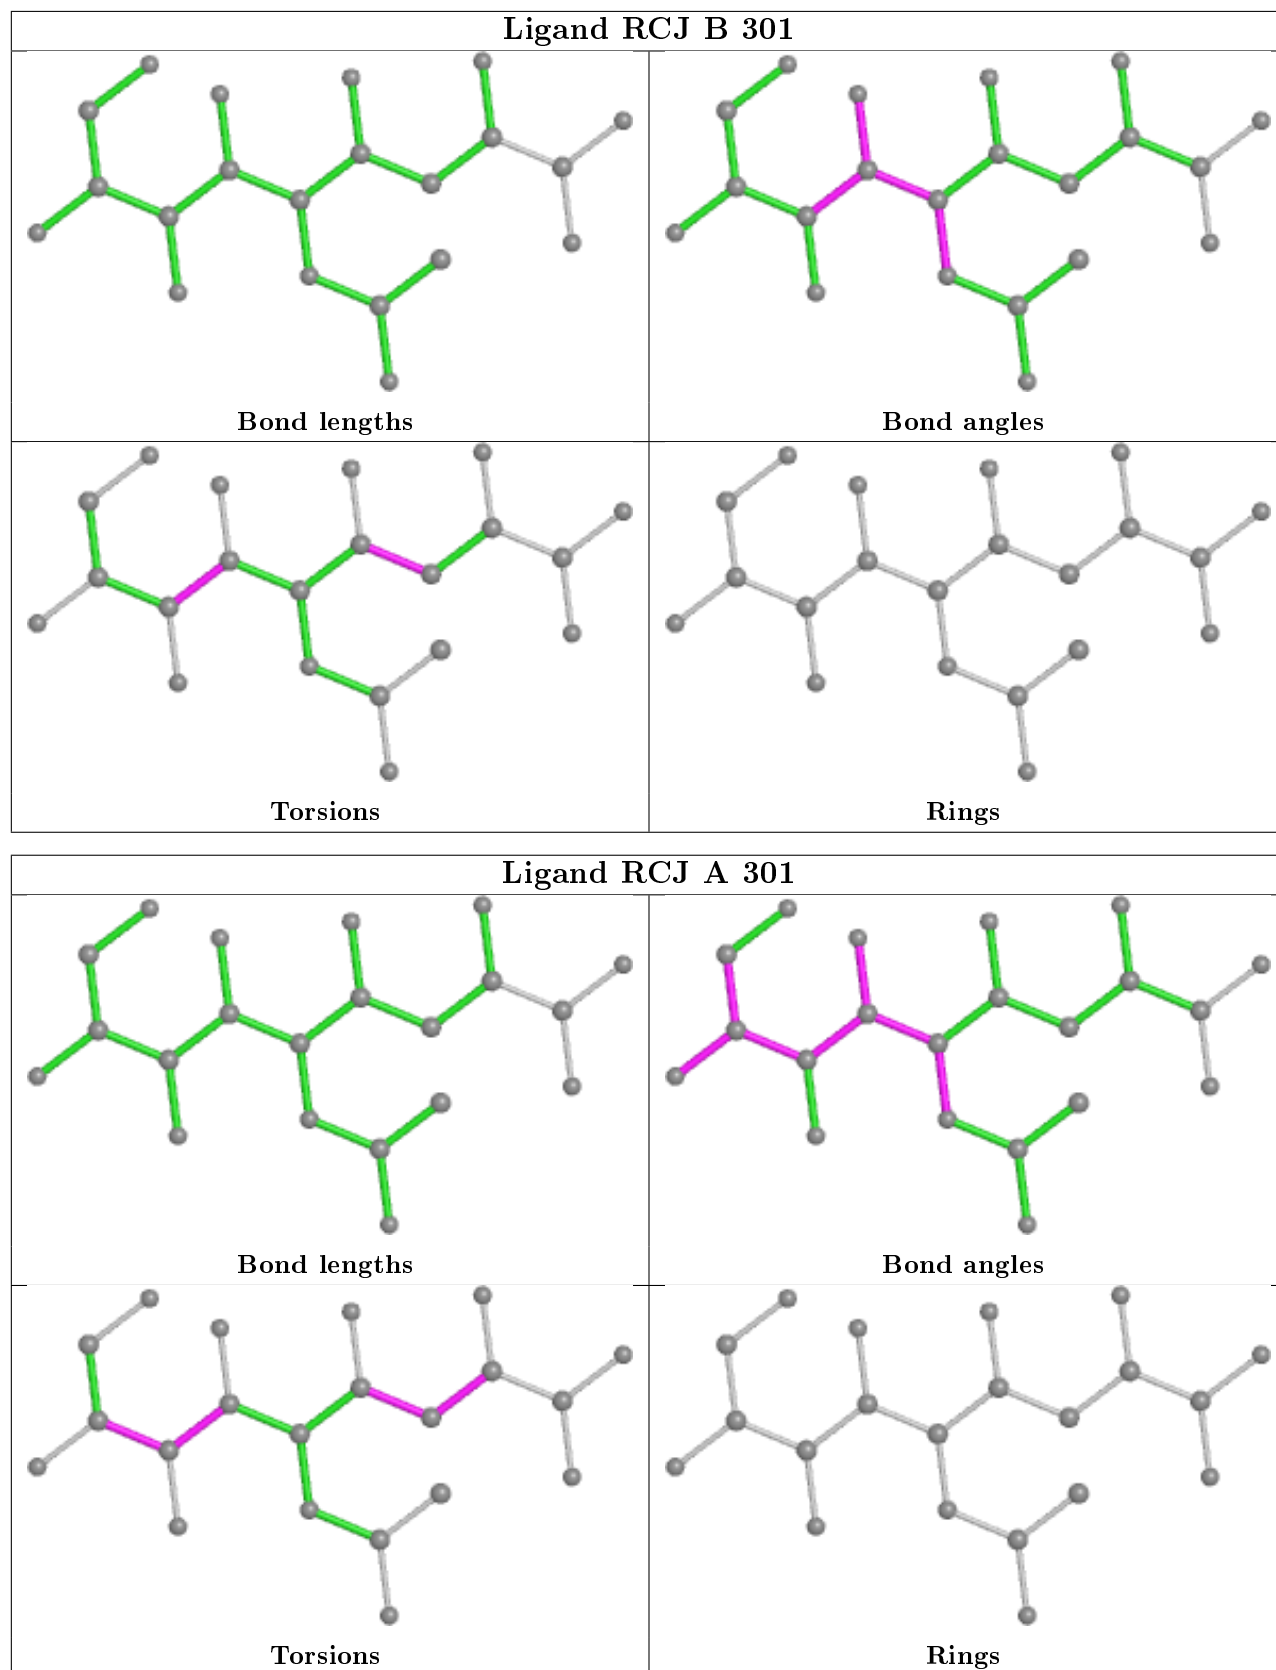 Ligand RCJ B 301
Bond lengths
Bond angles
Torsions
Rings
Ligand RCJ A 301
Bond lengths
Bond angles
Torsions
Rings